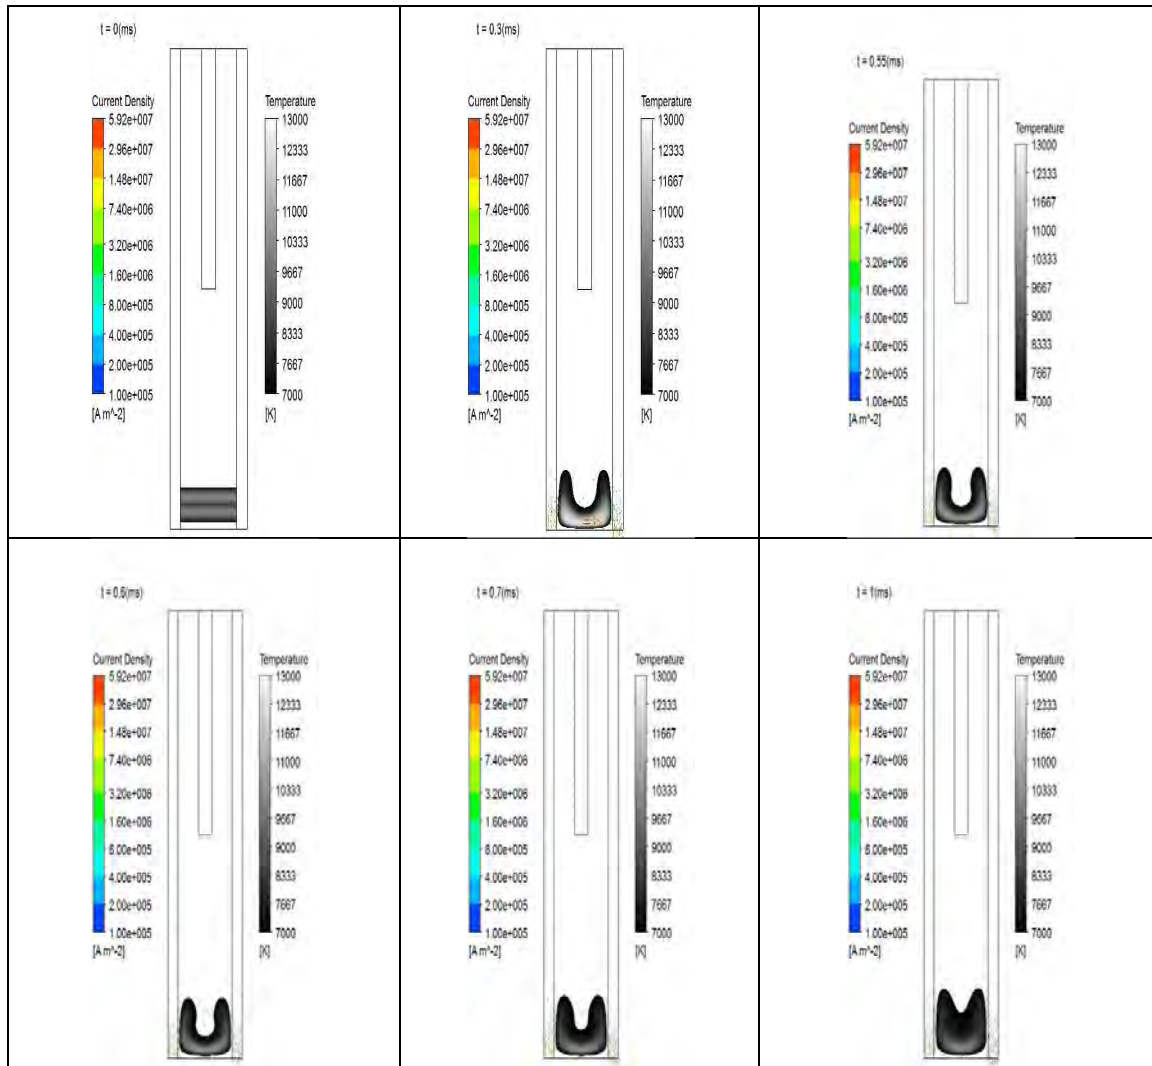 t = 0(ms)
Current Density
5.92e+007
2.96e+007
1.48e+007
7.40e+006
3.20e+006
1.60e+006
8.00e+005
4.00e+005
2.00e+005
1.00e+005
[A m^-2]
Temperature
13000
12333
11667
11000
10333
9667
9000
8333
7667
7000
[K]
t = 0.3(ms)
Current Density
5.92e+007
2.96e+007
1.48e+007
7.40e+006
3.20e+006
1.60e+006
8.00e+005
4.00e+005
2.00e+005
1.00e+005
[A m^-2]
Temperature
13000
12333
11667
11000
10333
9667
9000
8333
7667
7000
[K]
t = 0.55(ms)
Current Density
5.92e+007
2.96e+007
1.48e+007
7.40e+006
3.20e+006
1.60e+006
8.00e+005
4.00e+005
2.00e+005
1.00e+005
[A m^-2]
Temperature
13000
12333
11667
11000
10333
9667
9000
8333
7667
7000
[K]
t = 0.6(ms)
Current Density
5.92e+007
2.96e+007
1.48e+007
7.40e+006
3.20e+006
1.60e+006
8.00e+005
4.00e+005
2.00e+005
1.00e+005
[A m^-2]
Temperature
13000
12333
11667
11000
10333
9667
9000
8333
7667
7000
[K]
t = 0.7(ms)
Current Density
5.92e+007
2.96e+007
1.48e+007
7.40e+006
3.20e+006
1.60e+006
8.00e+005
4.00e+005
2.00e+005
1.00e+005
[A m^-2]
Temperature
13000
12333
11667
11000
10333
9667
9000
8333
7667
7000
[K]
t = 1(ms)
Current Density
5.92e+007
2.96e+007
1.48e+007
7.40e+006
3.20e+006
1.60e+006
8.00e+005
4.00e+005
2.00e+005
1.00e+005
[A m^-2]
Temperature
13000
12333
11667
11000
10333
9667
9000
8333
7667
7000
[K]